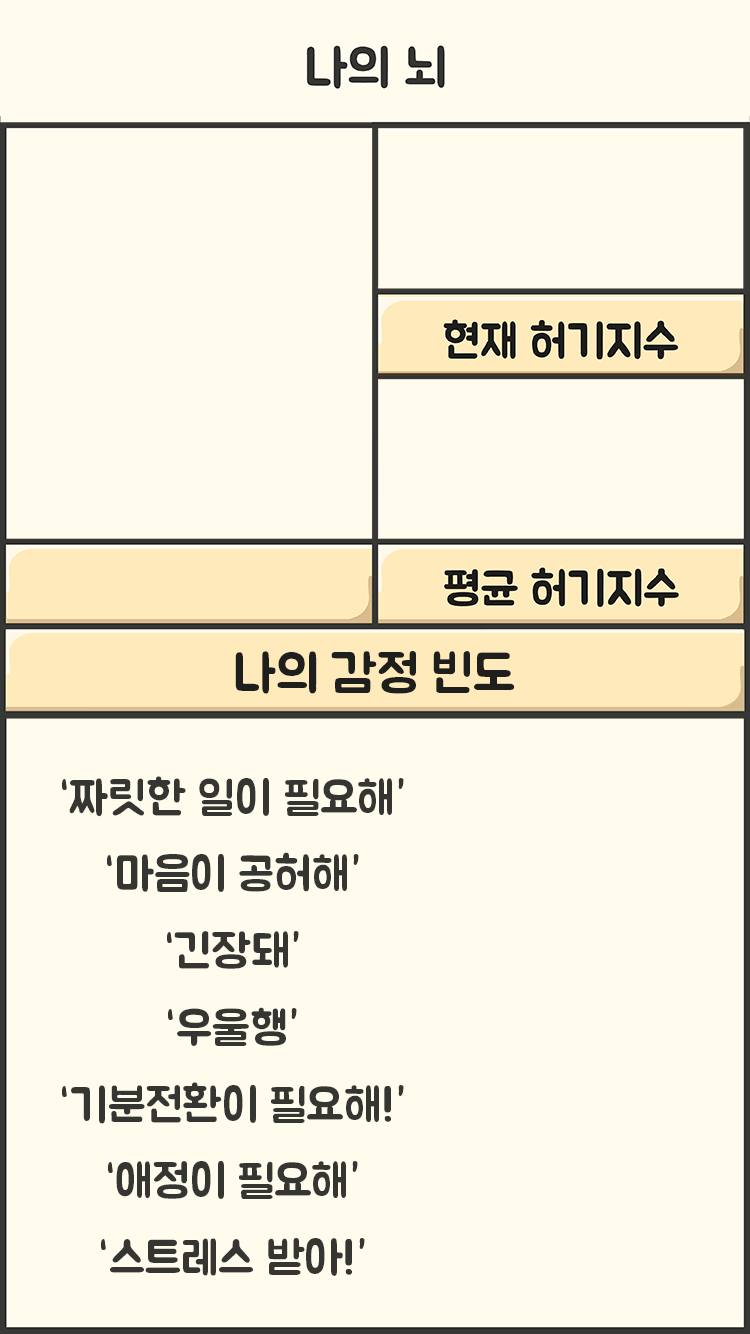 나의 뇌
현재 허기지수
평균 허기지수
나의 감정 빈도
‘짜릿한 일이 필요해’
‘마음이 공허해’
‘긴장돼’
‘우울행’
‘기분전환이 필요해!’
‘애정이 필요해’
‘스트레스 받아!’